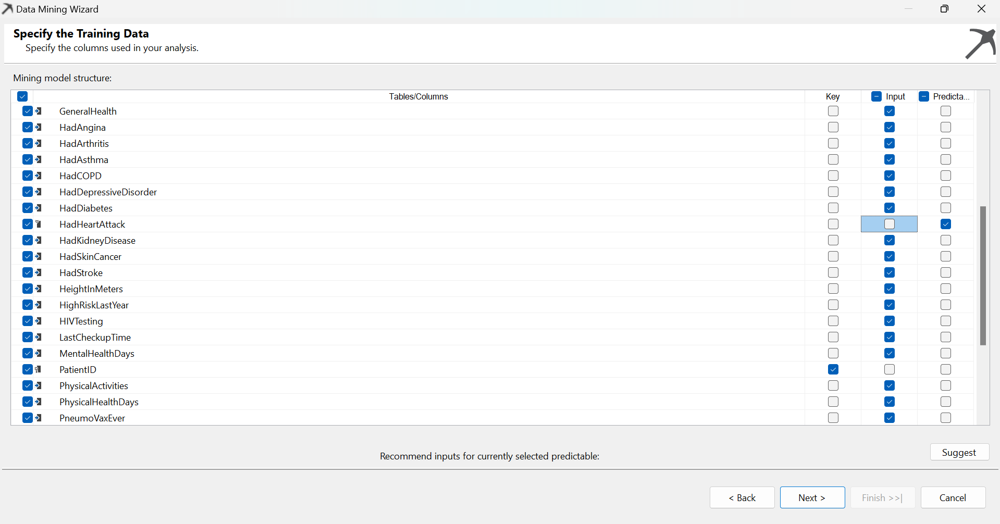 Data Mining Wizard
Specify the Training Data
Specify the columns used in your analysis.
Mining model structure:
Tables/Columns Key Input Predicta...
GeneralHealth
HadAngina
HadArthritis
HadAsthma
HadCOPD
HadDepressiveDisorder
HadDiabetes
HadHeartAttack
HadKidneyDisease
HadSkinCancer
HadStroke
HeightInMeters
HighRiskLastYear
HIVTesting
LastCheckupTime
MentalHealthDays
PatientID
PhysicalActivities
PhysicalHealthDays
PneumoVaxEver
Recommend inputs for currently selected predictable:
Suggest
< Back Next > Finish >>| Cancel